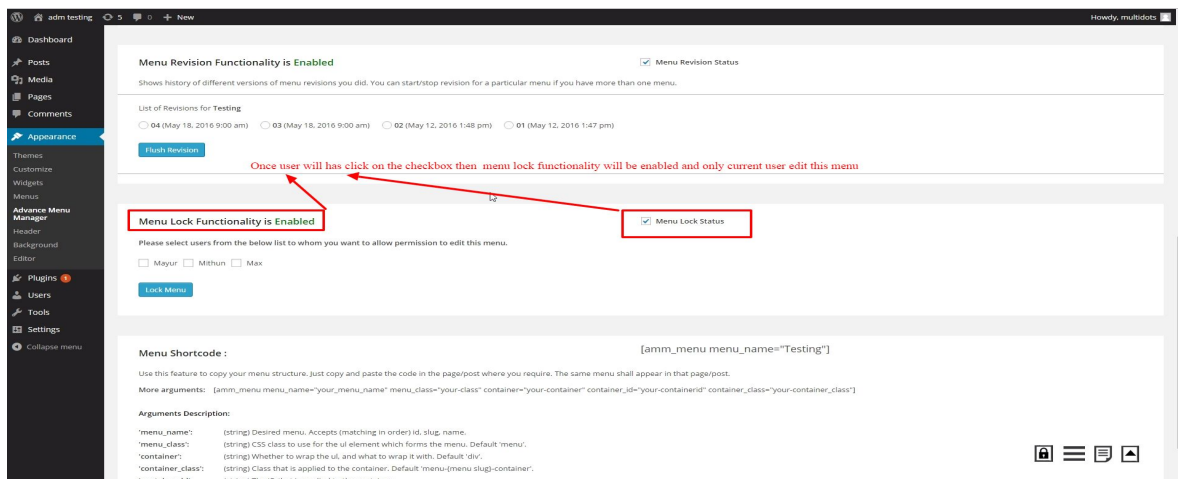 adm testing 5 0 + New Howdy, multidots
Dashboard
Posts
Media
Pages
Comments
Appearance
Themes
Customize
Widgets
Menus
Advance Menu
Manager
Header
Background
Editor
Plugins 1
Users
Tools
Settings
Collapse menu
Menu Revision Functionality is Enabled
Menu Revision Status
Shows history of different versions of menu revisions you did. You can start/stop revision for a particular menu if you have more than one menu.
List of Revisions for Testing
04 (May 18, 2016 9:00 am) 03 (May 18, 2016 9:00 am) 02 (May 12, 2016 1:48 pm) 01 (May 12, 2016 1:47 pm)
Flush Revision
Once user will has click on the checkbox then menu lock functionality will be enabled and only current user edit this menu
Menu Lock Functionality is Enabled
Menu Lock Status
Please select users from the below list to whom you want to allow permission to edit this menu.
Mayur Mithun Max
Lock Menu
Menu Shortcode :
[amm_menu menu_name="Testing"]
Use this feature to copy your menu structure. Just copy and paste the code in the page/post where you require. The same menu shall appear in that page/post.
More arguments: [amm_menu menu_name="your_menu_name" menu_class="your-class" container="your-container" container_id="your-containerid" container_class="your-container_class"]
Arguments Description:
'menu_name': (string) Desired menu. Accepts (matching in order) id, slug, name.
'menu_class': (string) CSS class to use for the ul element which forms the menu. Default 'menu'.
'container': (string) Whether to wrap the ul, and what to wrap it with. Default 'div'.
'container_class': (string) Class that is applied to the container. Default 'menu-{menu slug}-container'.